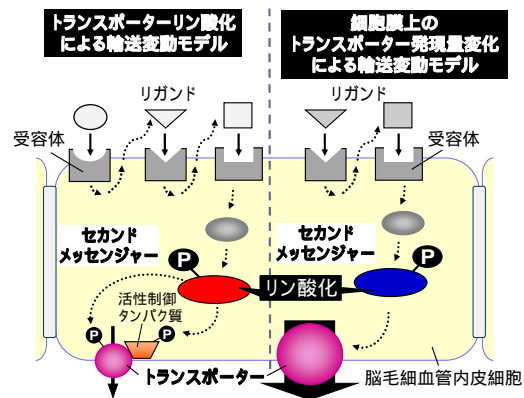 トランスポーターリン酸化
による輸送変動モデル
細胞膜上の
トランスポーター発現量変化
による輸送変動モデル
リガンド
リガンド
受容体
受容体
セカンド
メッセンジャー
セカンド
メッセンジャー
P
P
リン酸化
活性制御
タンパク質
P
P
トランスポーター
脳毛細血管内皮細胞